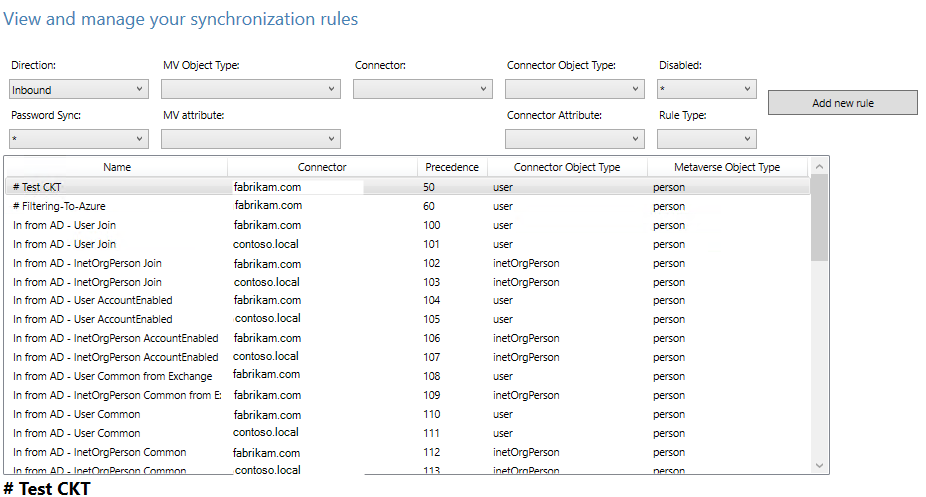 View and manage your synchronization rules
Direction: MV Object Type: Connector: Connector Object Type: Disabled:
Inbound *
Add new rule
Password Sync: MV attribute: Connector Attribute: Rule Type:
*
Name Connector Precedence Connector Object Type Metaverse Object Type
# Test CKT fabrikam.com 50 user person
# Filtering-To-Azure fabrikam.com 60 user person
In from AD - User Join fabrikam.com 100 user person
In from AD - User Join contoso.local 101 user person
In from AD - InetOrgPerson Join fabrikam.com 102 inetOrgPerson person
In from AD - InetOrgPerson Join contoso.local 103 inetOrgPerson person
In from AD - User AccountEnabled fabrikam.com 104 user person
In from AD - User AccountEnabled contoso.local 105 user person
In from AD - InetOrgPerson AccountEnabled fabrikam.com 106 inetOrgPerson person
In from AD - InetOrgPerson AccountEnabled contoso.local 107 inetOrgPerson person
In from AD - User Common from Exchange fabrikam.com 108 user person
In from AD - InetOrgPerson Common from E: fabrikam.com 109 inetOrgPerson person
In from AD - User Common fabrikam.com 110 user person
In from AD - User Common contoso.local 111 user person
In from AD - InetOrgPerson Common fabrikam.com 112 inetOrgPerson person
In from AD - InetOrgPerson Common contoso.local 113 inetOrgPerson person
# Test CKT